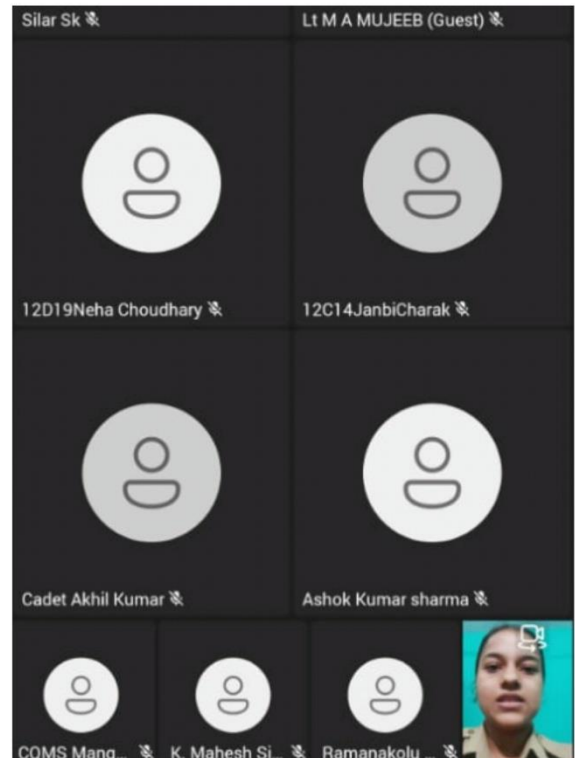 Silar Sk
Lt M A MUJEEB (Guest)
12D19Neha Choudhary
12C14JanbiCharak
Cadet Akhil Kumar
Ashok Kumar sharma
COMS Mang...
K. Mahesh Si...
Ramanakolu ...